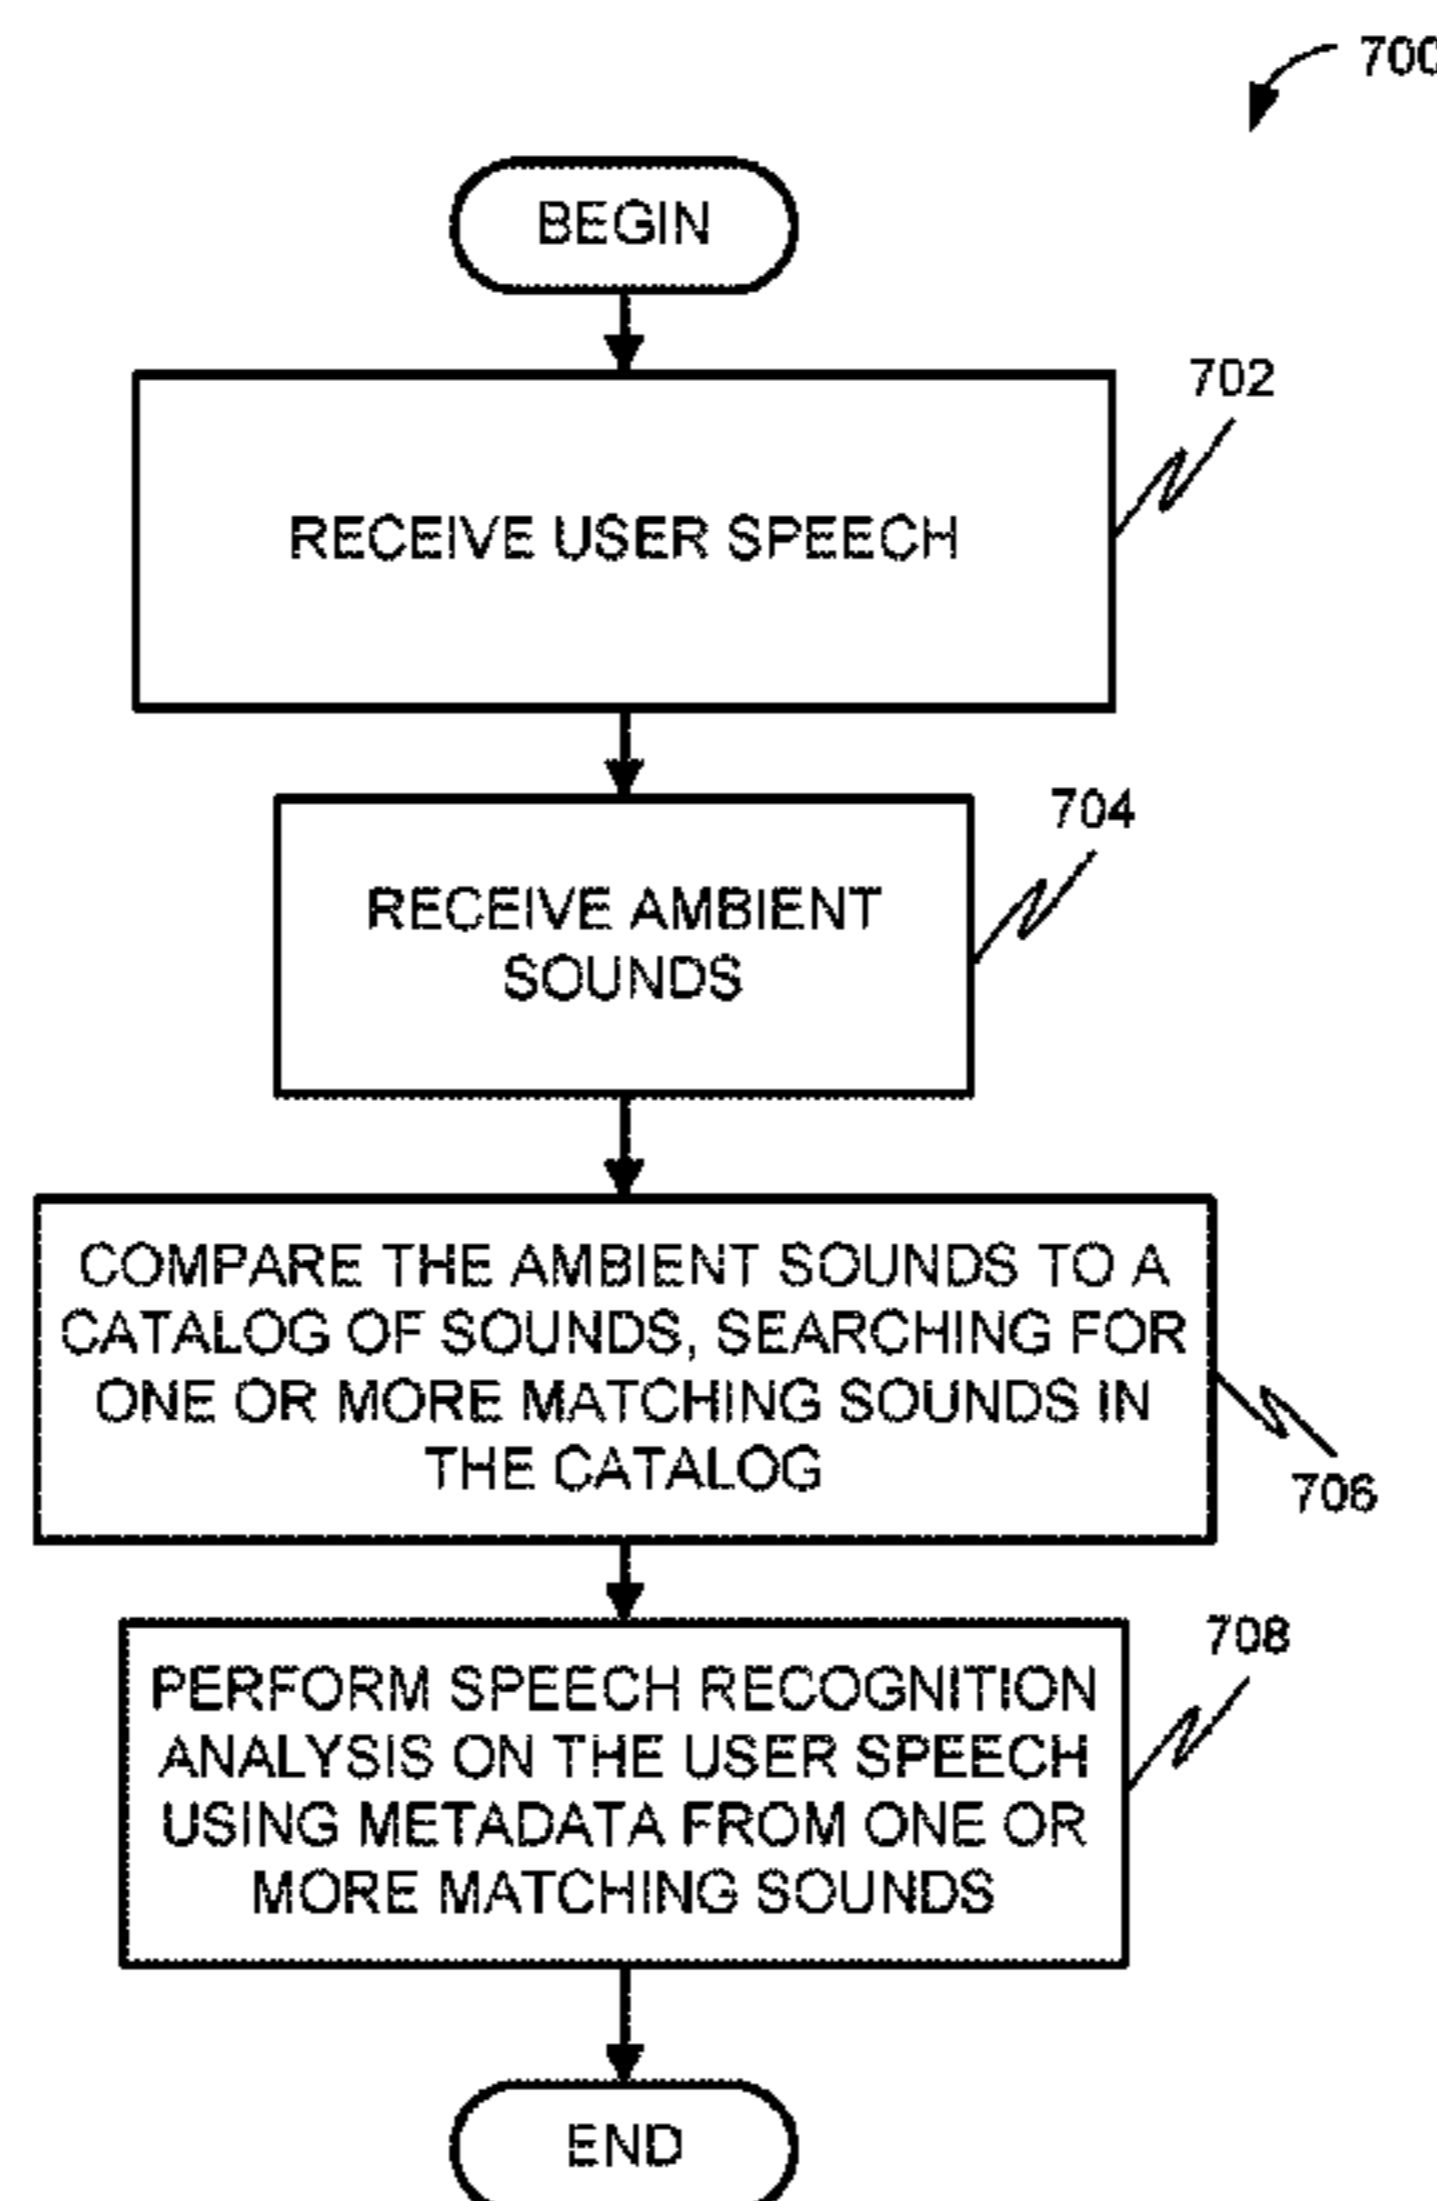 700
BEGIN
702
RECEIVE USER SPEECH
704
RECEIVE AMBIENT
SOUNDS
COMPARE THE AMBIENT SOUNDS TO A
CATALOG OF SOUNDS, SEARCHING FOR
ONE OR MORE MATCHING SOUNDS IN
THE CATALOG
706
708
PERFORM SPEECH RECOGNITION
ANALYSIS ON THE USER SPEECH
USING METADATA FROM ONE OR
MORE MATCHING SOUNDS
END